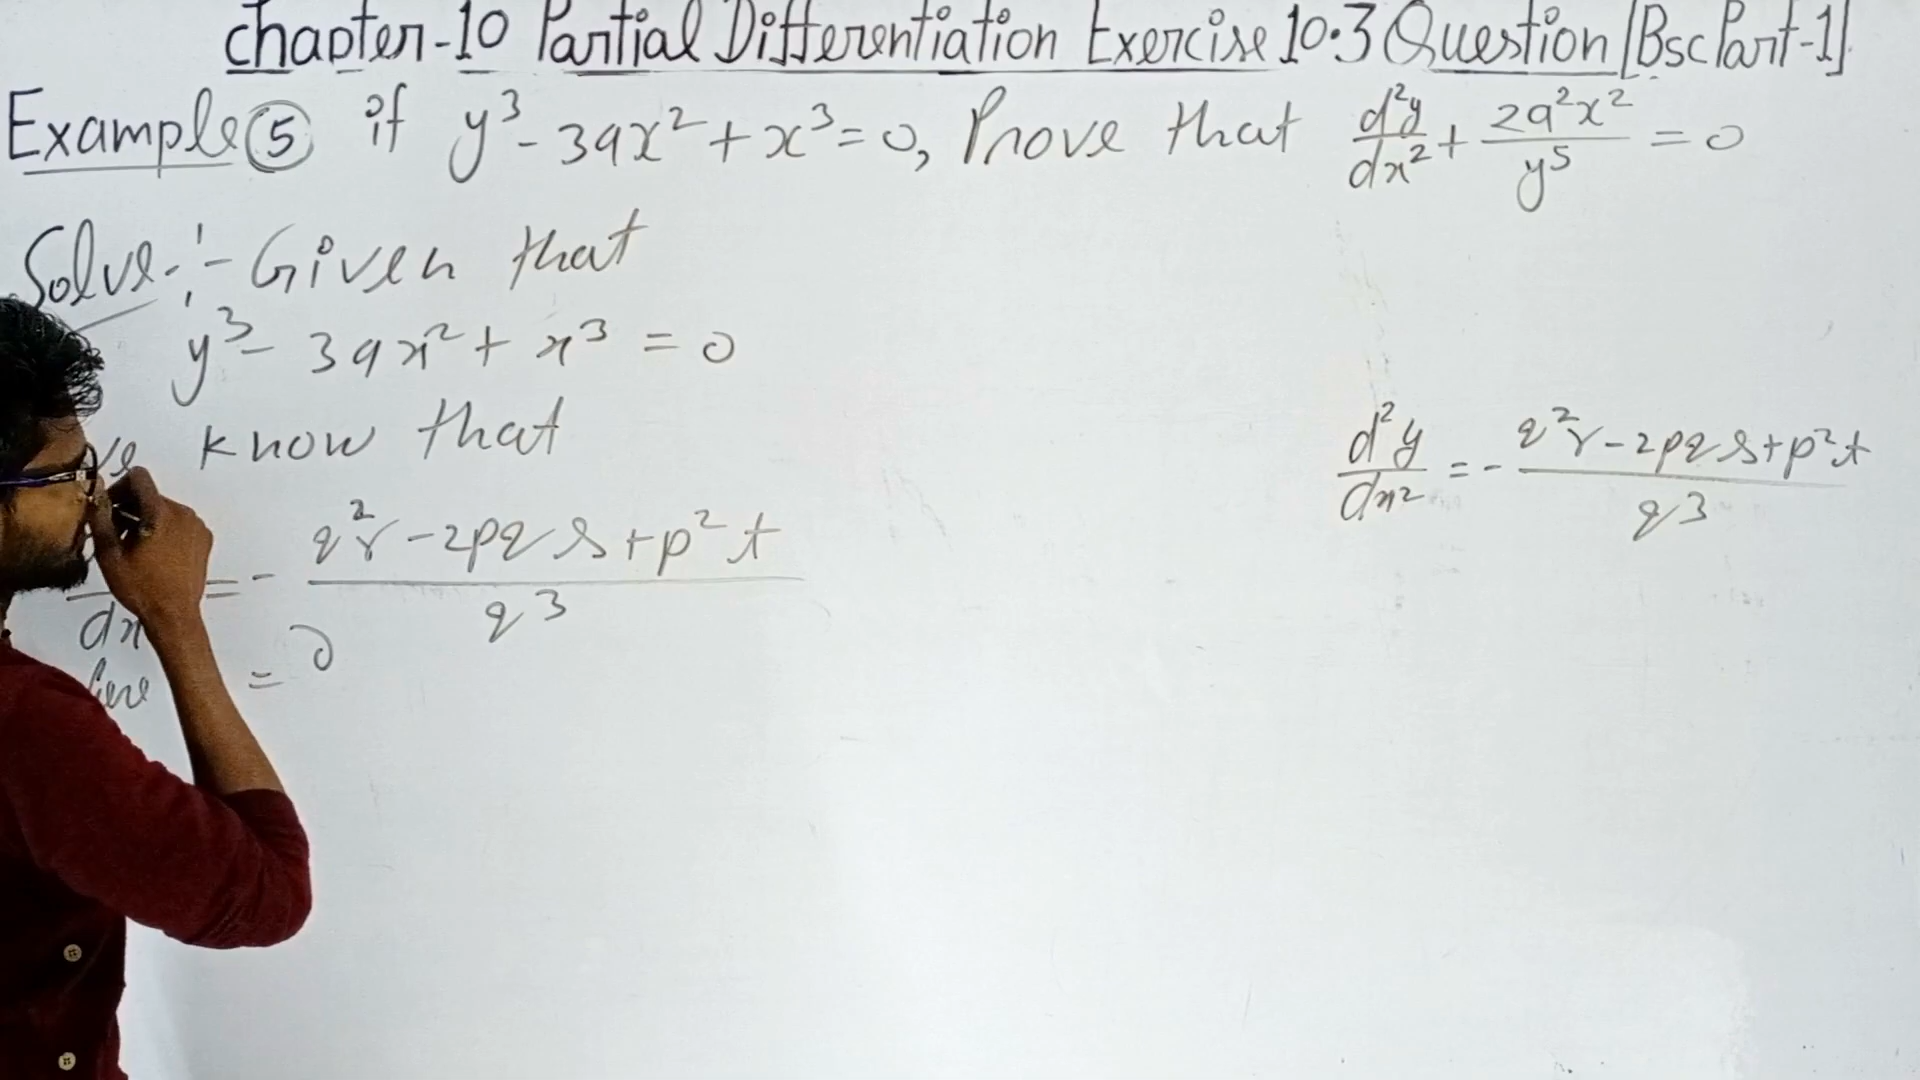 Chapter-10 Partial Differentiation Exercise 10.3 Question [Bsc Part-1]
Example ⑤ if y³ - 3ax² + x³ = 0, Prove that d²y/dx² + 2a²x²/y⁵ = 0
Solve:- Given that
y³ - 3ax² + x³ = 0
know that
d²y/dx² = - q²r - 2pqs + p²t / q³
dx = - q²r - 2pqs + p²t / q³
= ∂